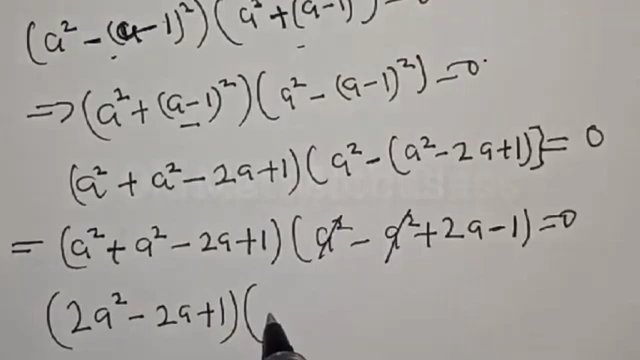 (a² - (a-1)²)(a² + (a-1)²) = 0
⇒ (a² + (a-1)²)(a² - (a-1)²) = 0
(a² + a² - 2a+1)(a² - (a² - 2a+1)] = 0
= (a² + a² - 2a+1)(a² - a² + 2a - 1) = 0
(2a² - 2a+1)(